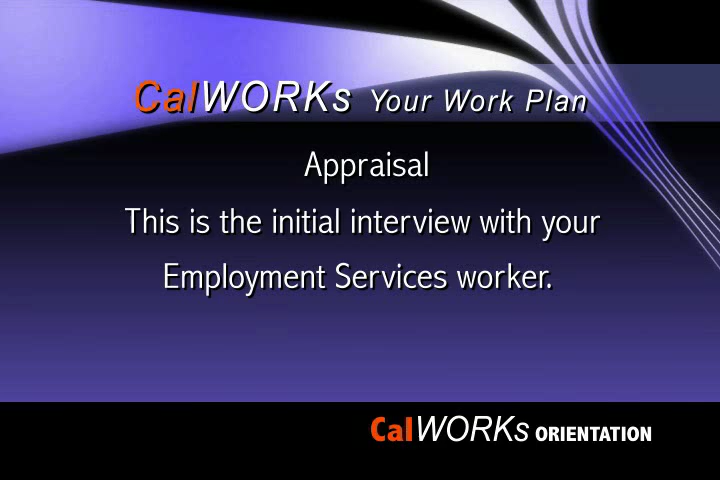 CalWORKs Your Work Plan
Appraisal
This is the initial interview with your
Employment Services worker.
CalWORKs ORIENTATION